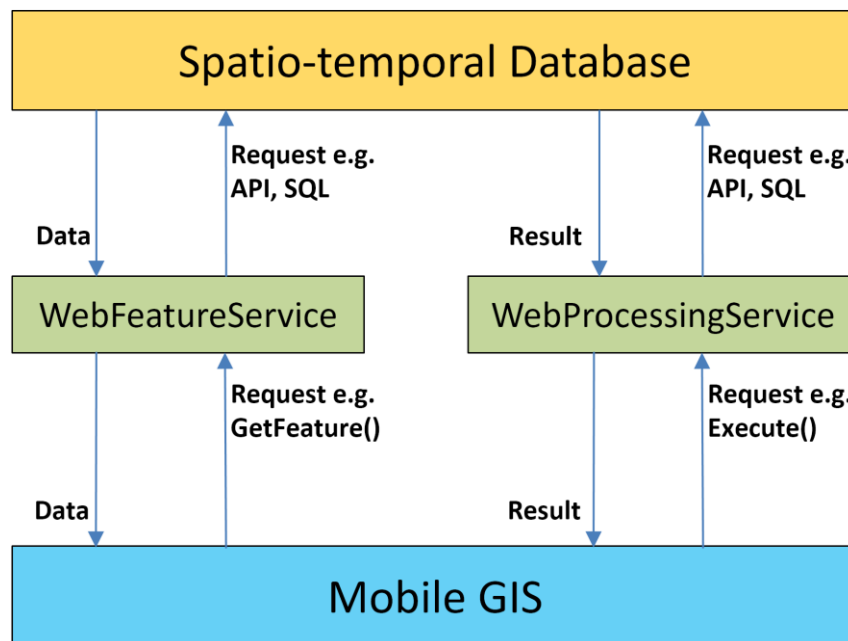 Spatio-temporal Database
Request e.g.
API, SQL
Request e.g.
API, SQL
Data
Result
WebFeatureService
WebProcessingService
Request e.g.
GetFeature()
Request e.g.
Execute()
Data
Result
Mobile GIS